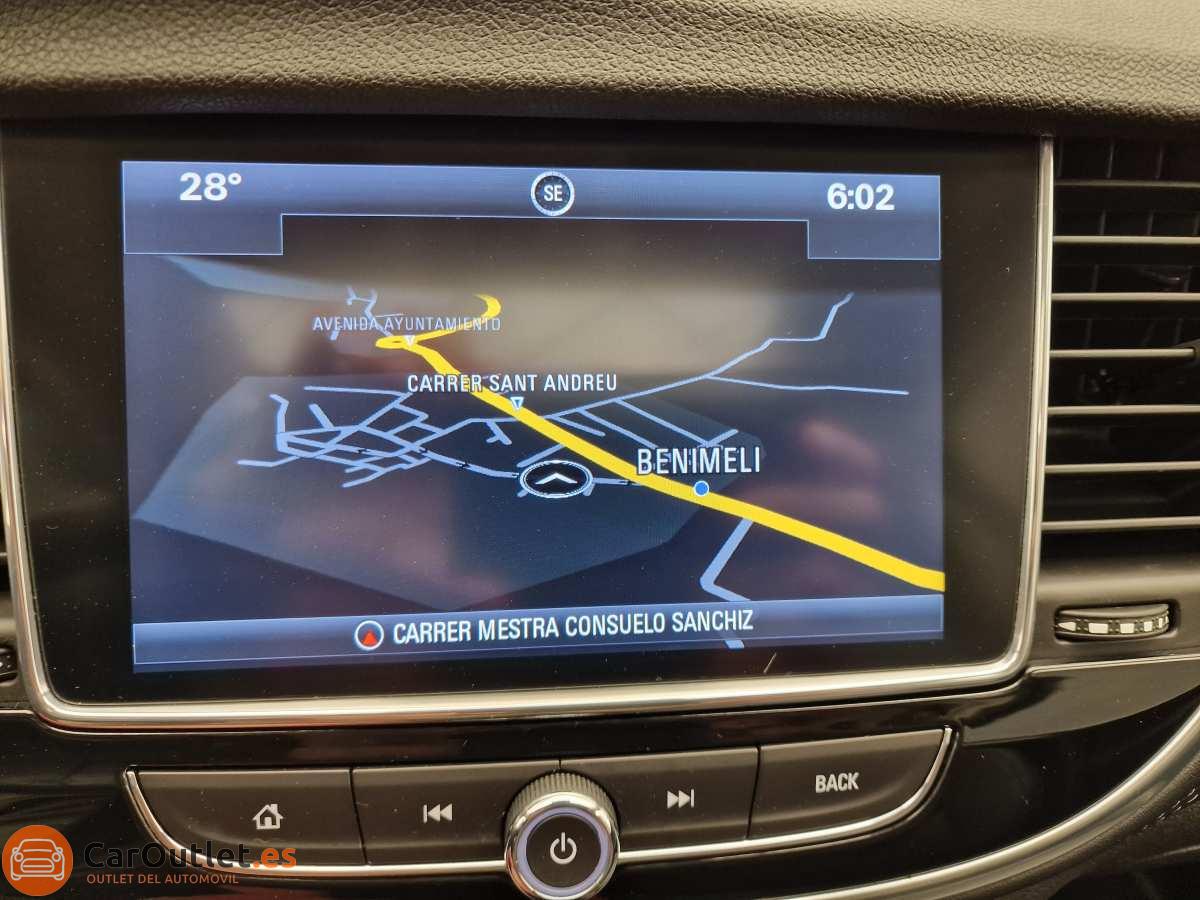 28°
SE
6:02
AVENIDA AYUNTAMIENTO
CARRER SANT ANDREU
BENIMELI
CARRER MESTRA CONSUELO SANCHIZ
BACK
CarOutlet.es
OUTLET DEL AUTOMOVIL